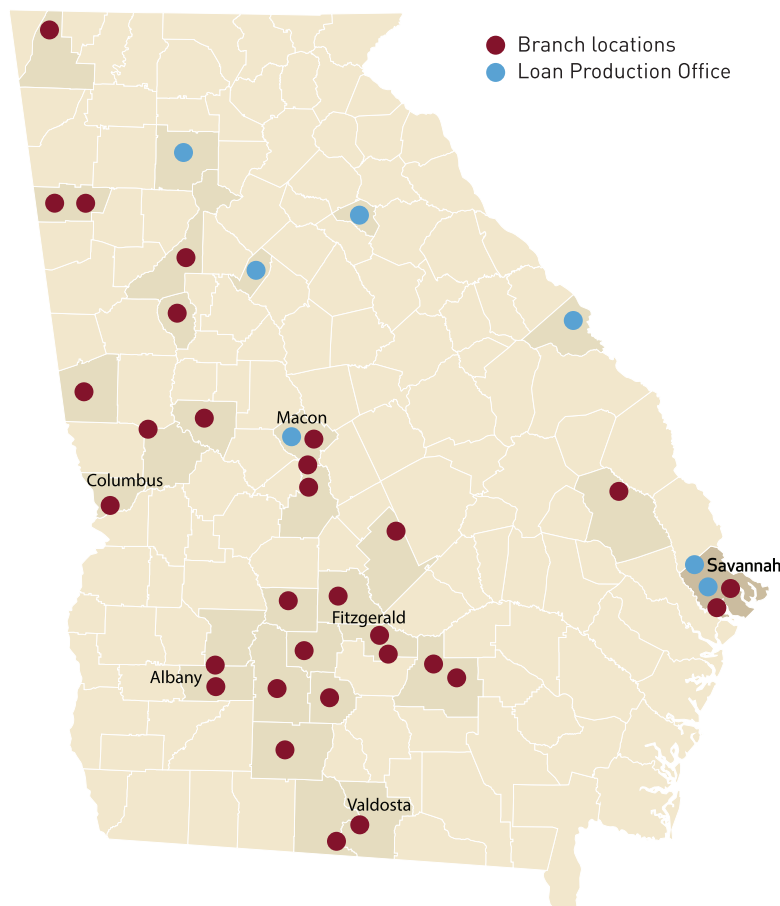 Branch locations
Loan Production Office
Macon
Columbus
Savannah
Fitzgerald
Albany
Valdosta